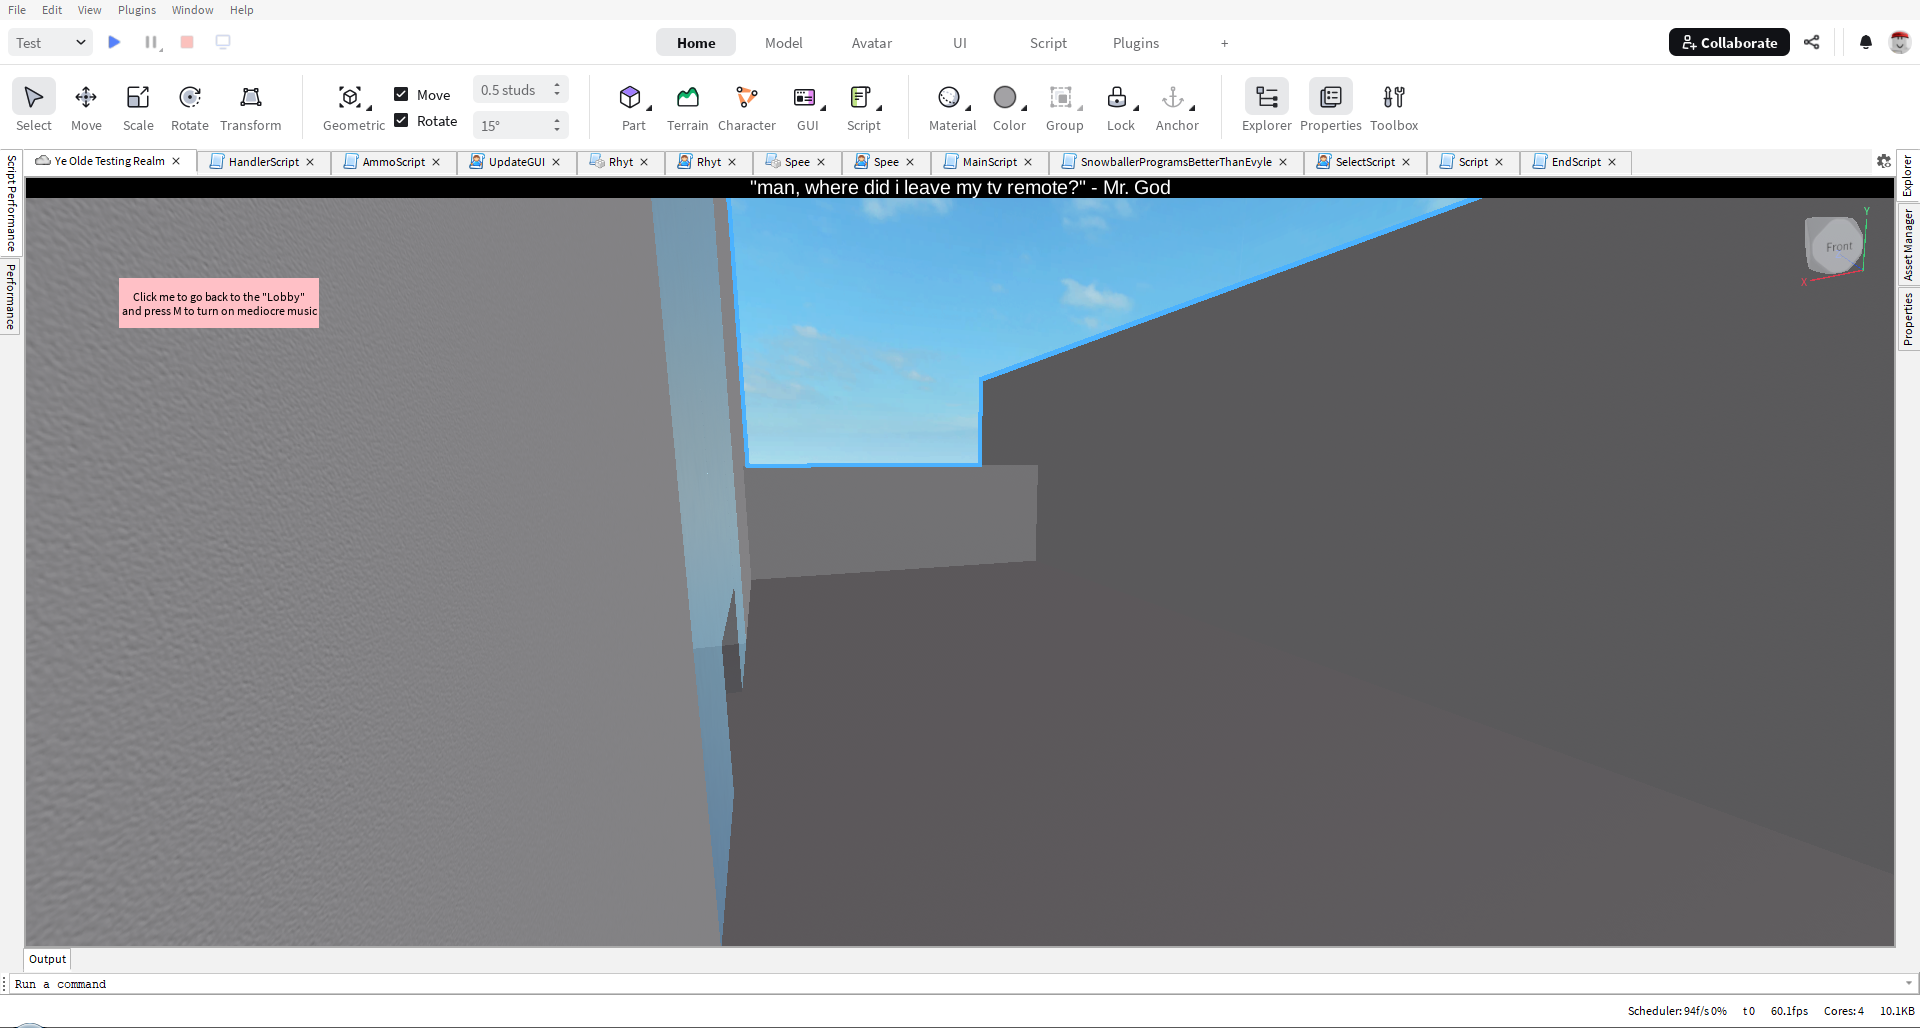 File Edit View Plugins Window Help
Test Home Model Avatar UI Script Plugins + Collaborate
Select Move Scale Rotate Transform Geometric Move Rotate 0.5 studs 15° Part Terrain Character GUI Script Material Color Group Lock Anchor Explorer Properties Toolbox
Ye Olde Testing Realm HandlerScript AmmoScript UpdateGUI Rhyt Rhyt Spee Spee MainScript SnowballerProgramsBetterThanEvyle SelectScript Script EndScript
Script Performance
Performance
"man, where did i leave my tv remote?" - Mr. God
Click me to go back to the "Lobby"
and press M to turn on mediocre music
Y
Front
X
Explorer
Asset Manager
Properties
Output
Run a command
Scheduler: 94f/s 0% t 0 60.1fps Cores: 4 10.1KB